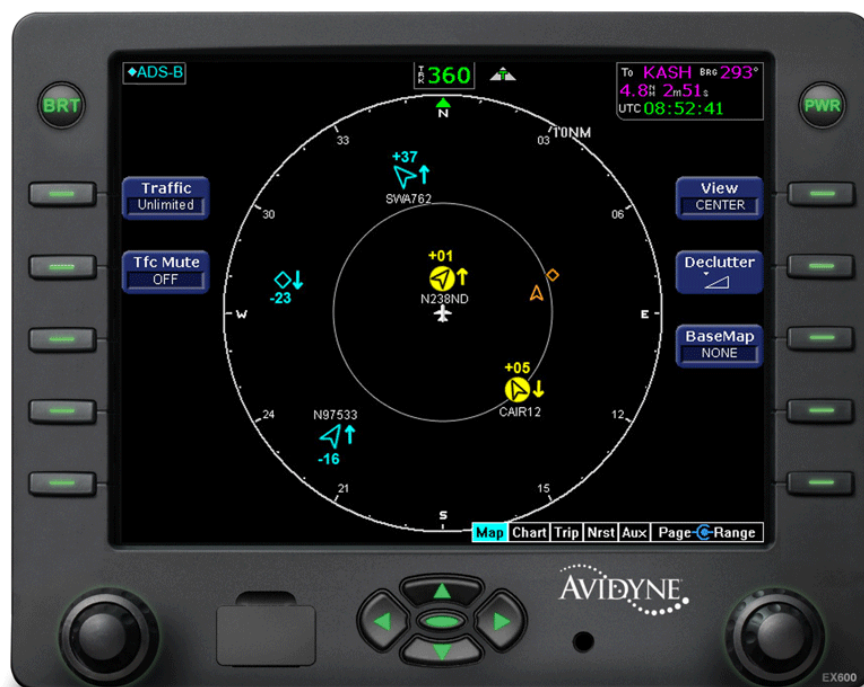 ◆ADS-B
TRK 360
To KASH BRG 293°
4.8NM 2m51s
UTC 08:52:41
BRT
PWR
N
03
10NM
33
+37
SWA762
Traffic
Unlimited
View
CENTER
30
06
+01
N238ND
Tfc Mute
OFF
Declutter
-23
W
E
BaseMap
NONE
+05
CAIR12
N97533
-16
24
12
21
15
S
Map Chart Trip Nrst Aux Page Range
AVIDYNE
EX600